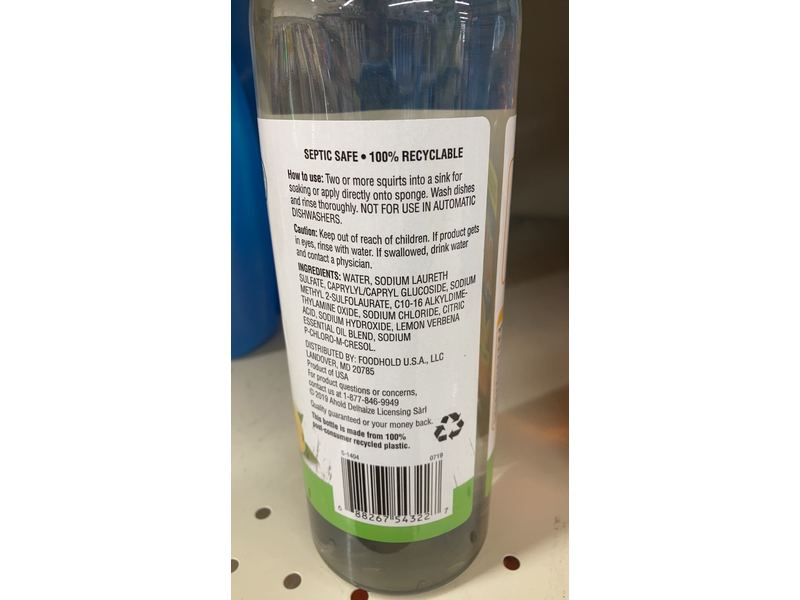 SEPTIC SAFE • 100% RECYCLABLE
How to use: Two or more squirts into a sink for
soaking or apply directly onto sponge. Wash dishes
and rinse thoroughly. NOT FOR USE IN AUTOMATIC
DISHWASHERS.
Caution: Keep out of reach of children. If product gets
in eyes, rinse with water. If swallowed, drink water
and contact a physician.
INGREDIENTS: WATER, SODIUM LAURETH
SULFATE, CAPRYLYL/CAPRYL GLUCOSIDE, SODIUM
METHYL 2-SULFOLAURATE, C10-16 ALKYLDIME-
THYLAMINE OXIDE, SODIUM CHLORIDE, CITRIC
ACID, SODIUM HYDROXIDE, LEMON VERBENA
ESSENTIAL OIL BLEND, SODIUM
P-CHLORO-M-CRESOL.
DISTRIBUTED BY: FOODHOLD U.S.A., LLC
LANDOVER, MD 20785
Product of USA
For product questions or concerns,
contact us at 1-877-846-9949
© 2019 Ahold Delhaize Licensing Sàrl
Quality guaranteed or your money back.
This bottle is made from 100%
post-consumer recycled plastic.
S-1404 0719
6 88267 54322 7